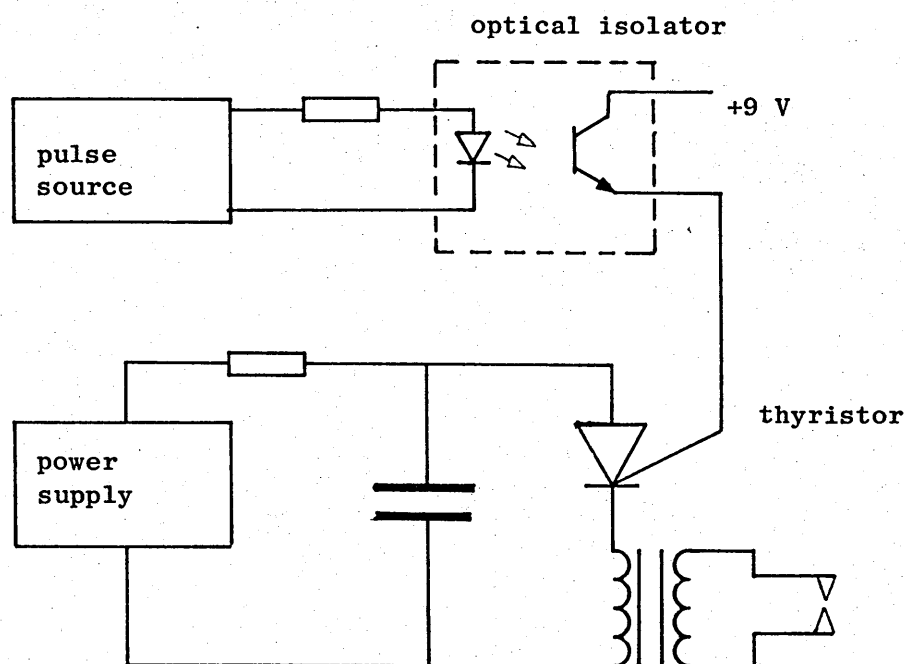 optical isolator
+9 V
pulse
source
thyristor
power
supply